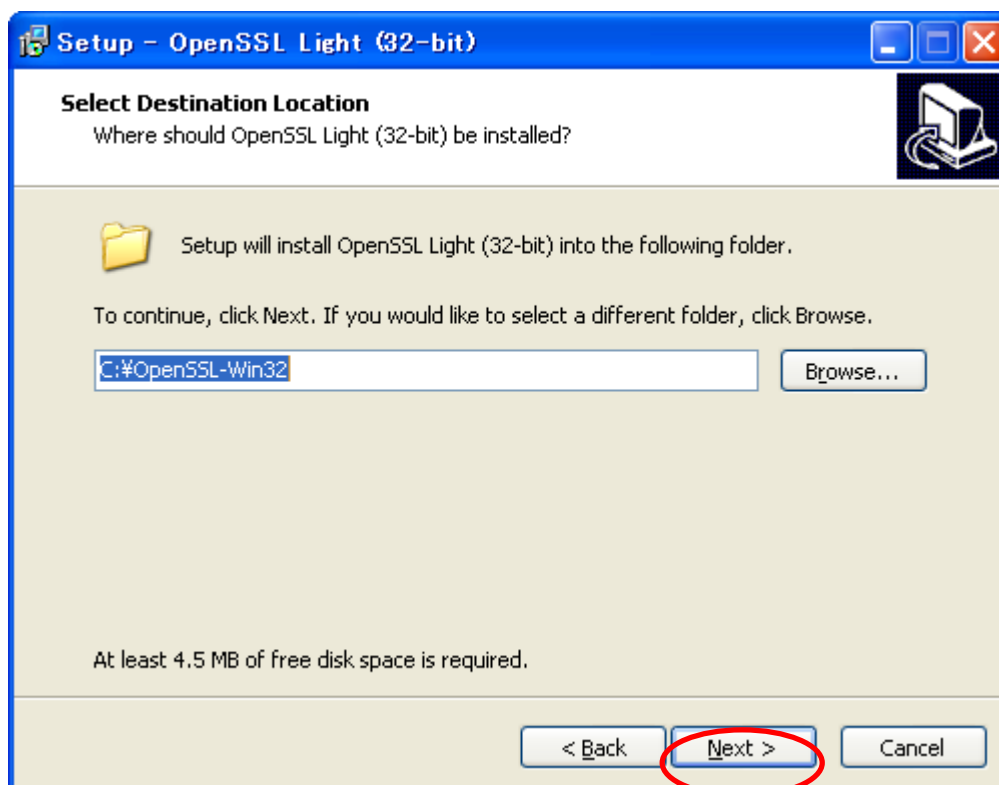 Setup - OpenSSL Light (32-bit)
Select Destination Location
Where should OpenSSL Light (32-bit) be installed?
Setup will install OpenSSL Light (32-bit) into the following folder.
To continue, click Next. If you would like to select a different folder, click Browse.
C:¥OpenSSL-Win32
Browse...
At least 4.5 MB of free disk space is required.
< Back
Next >
Cancel